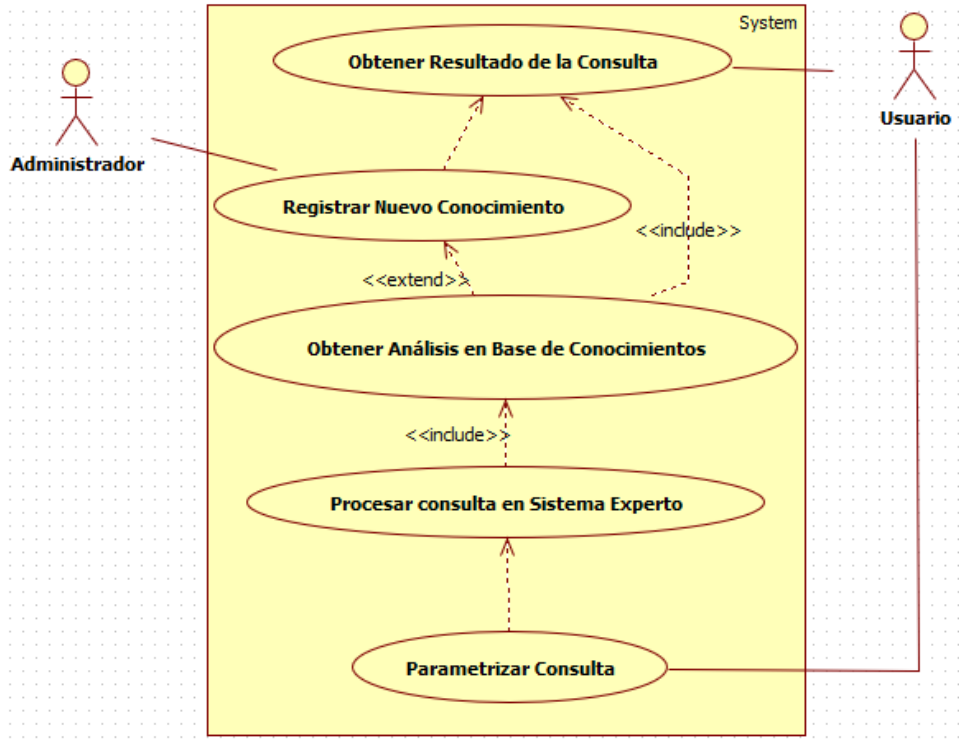 System
Obtener Resultado de la Consulta
Usuario
Administrador
Registrar Nuevo Conocimiento
<<include>>
<<extend>>
Obtener Análisis en Base de Conocimientos
<<include>>
Procesar consulta en Sistema Experto
Parametrizar Consulta